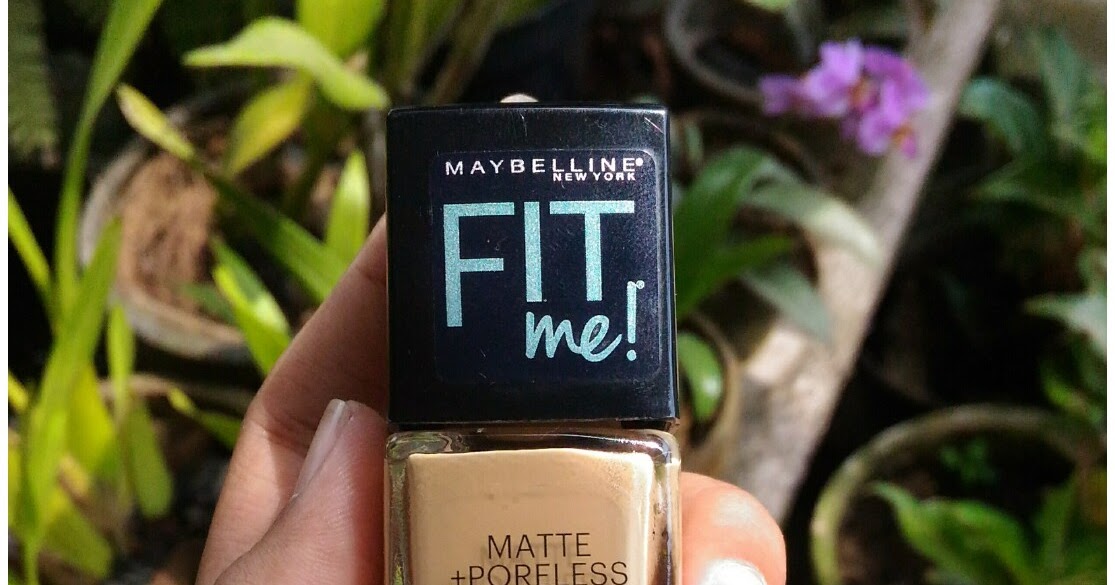 MAYBELLINE
NEW YORK
FIT
me!
MATTE
+PORELESS